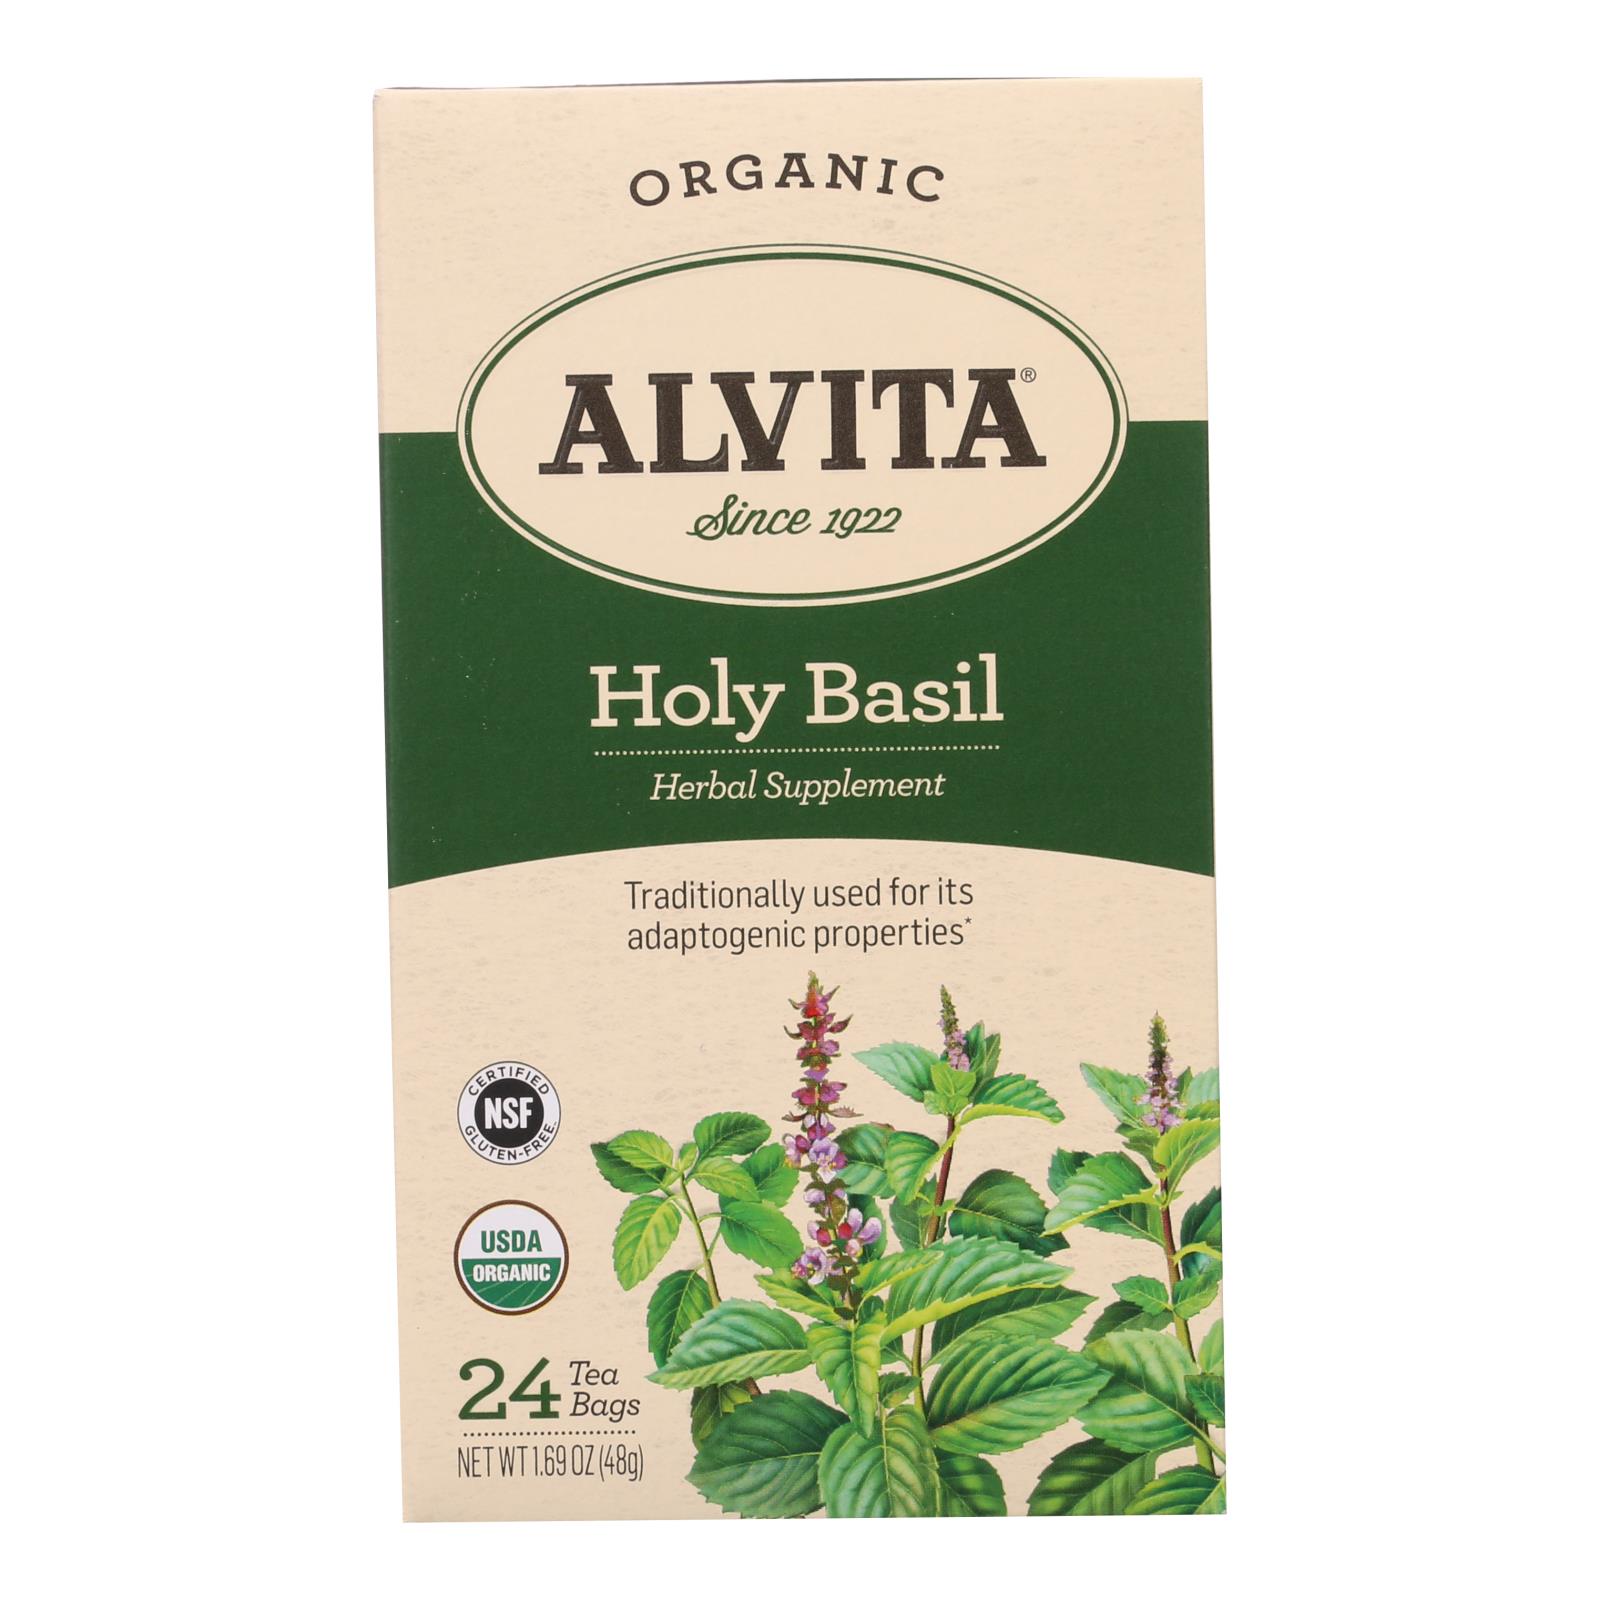 ORGANIC
ALVITA®
Since 1922
Holy Basil
Herbal Supplement
Traditionally used for its
adaptogenic properties*
CERTIFIED
NSF
GLUTEN-FREE™
USDA
ORGANIC
24 Tea
Bags
NET WT 1.69 OZ (48g)